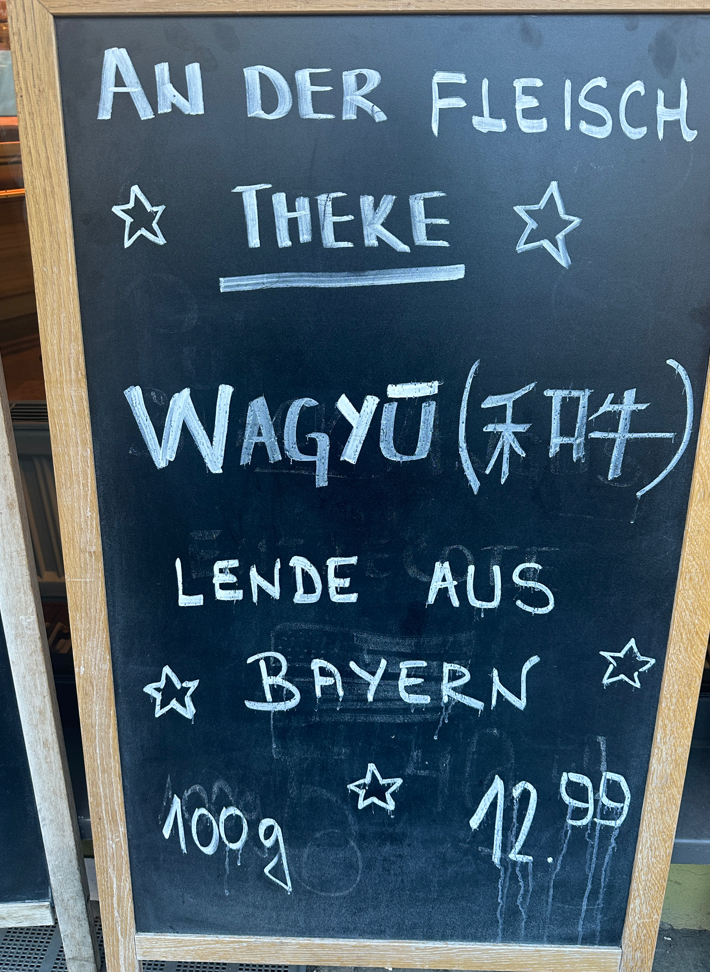 AN DER FLEISCH
THEKE
WAGYŪ (和牛)
LENDE AUS
BAYERN
100g 12.99